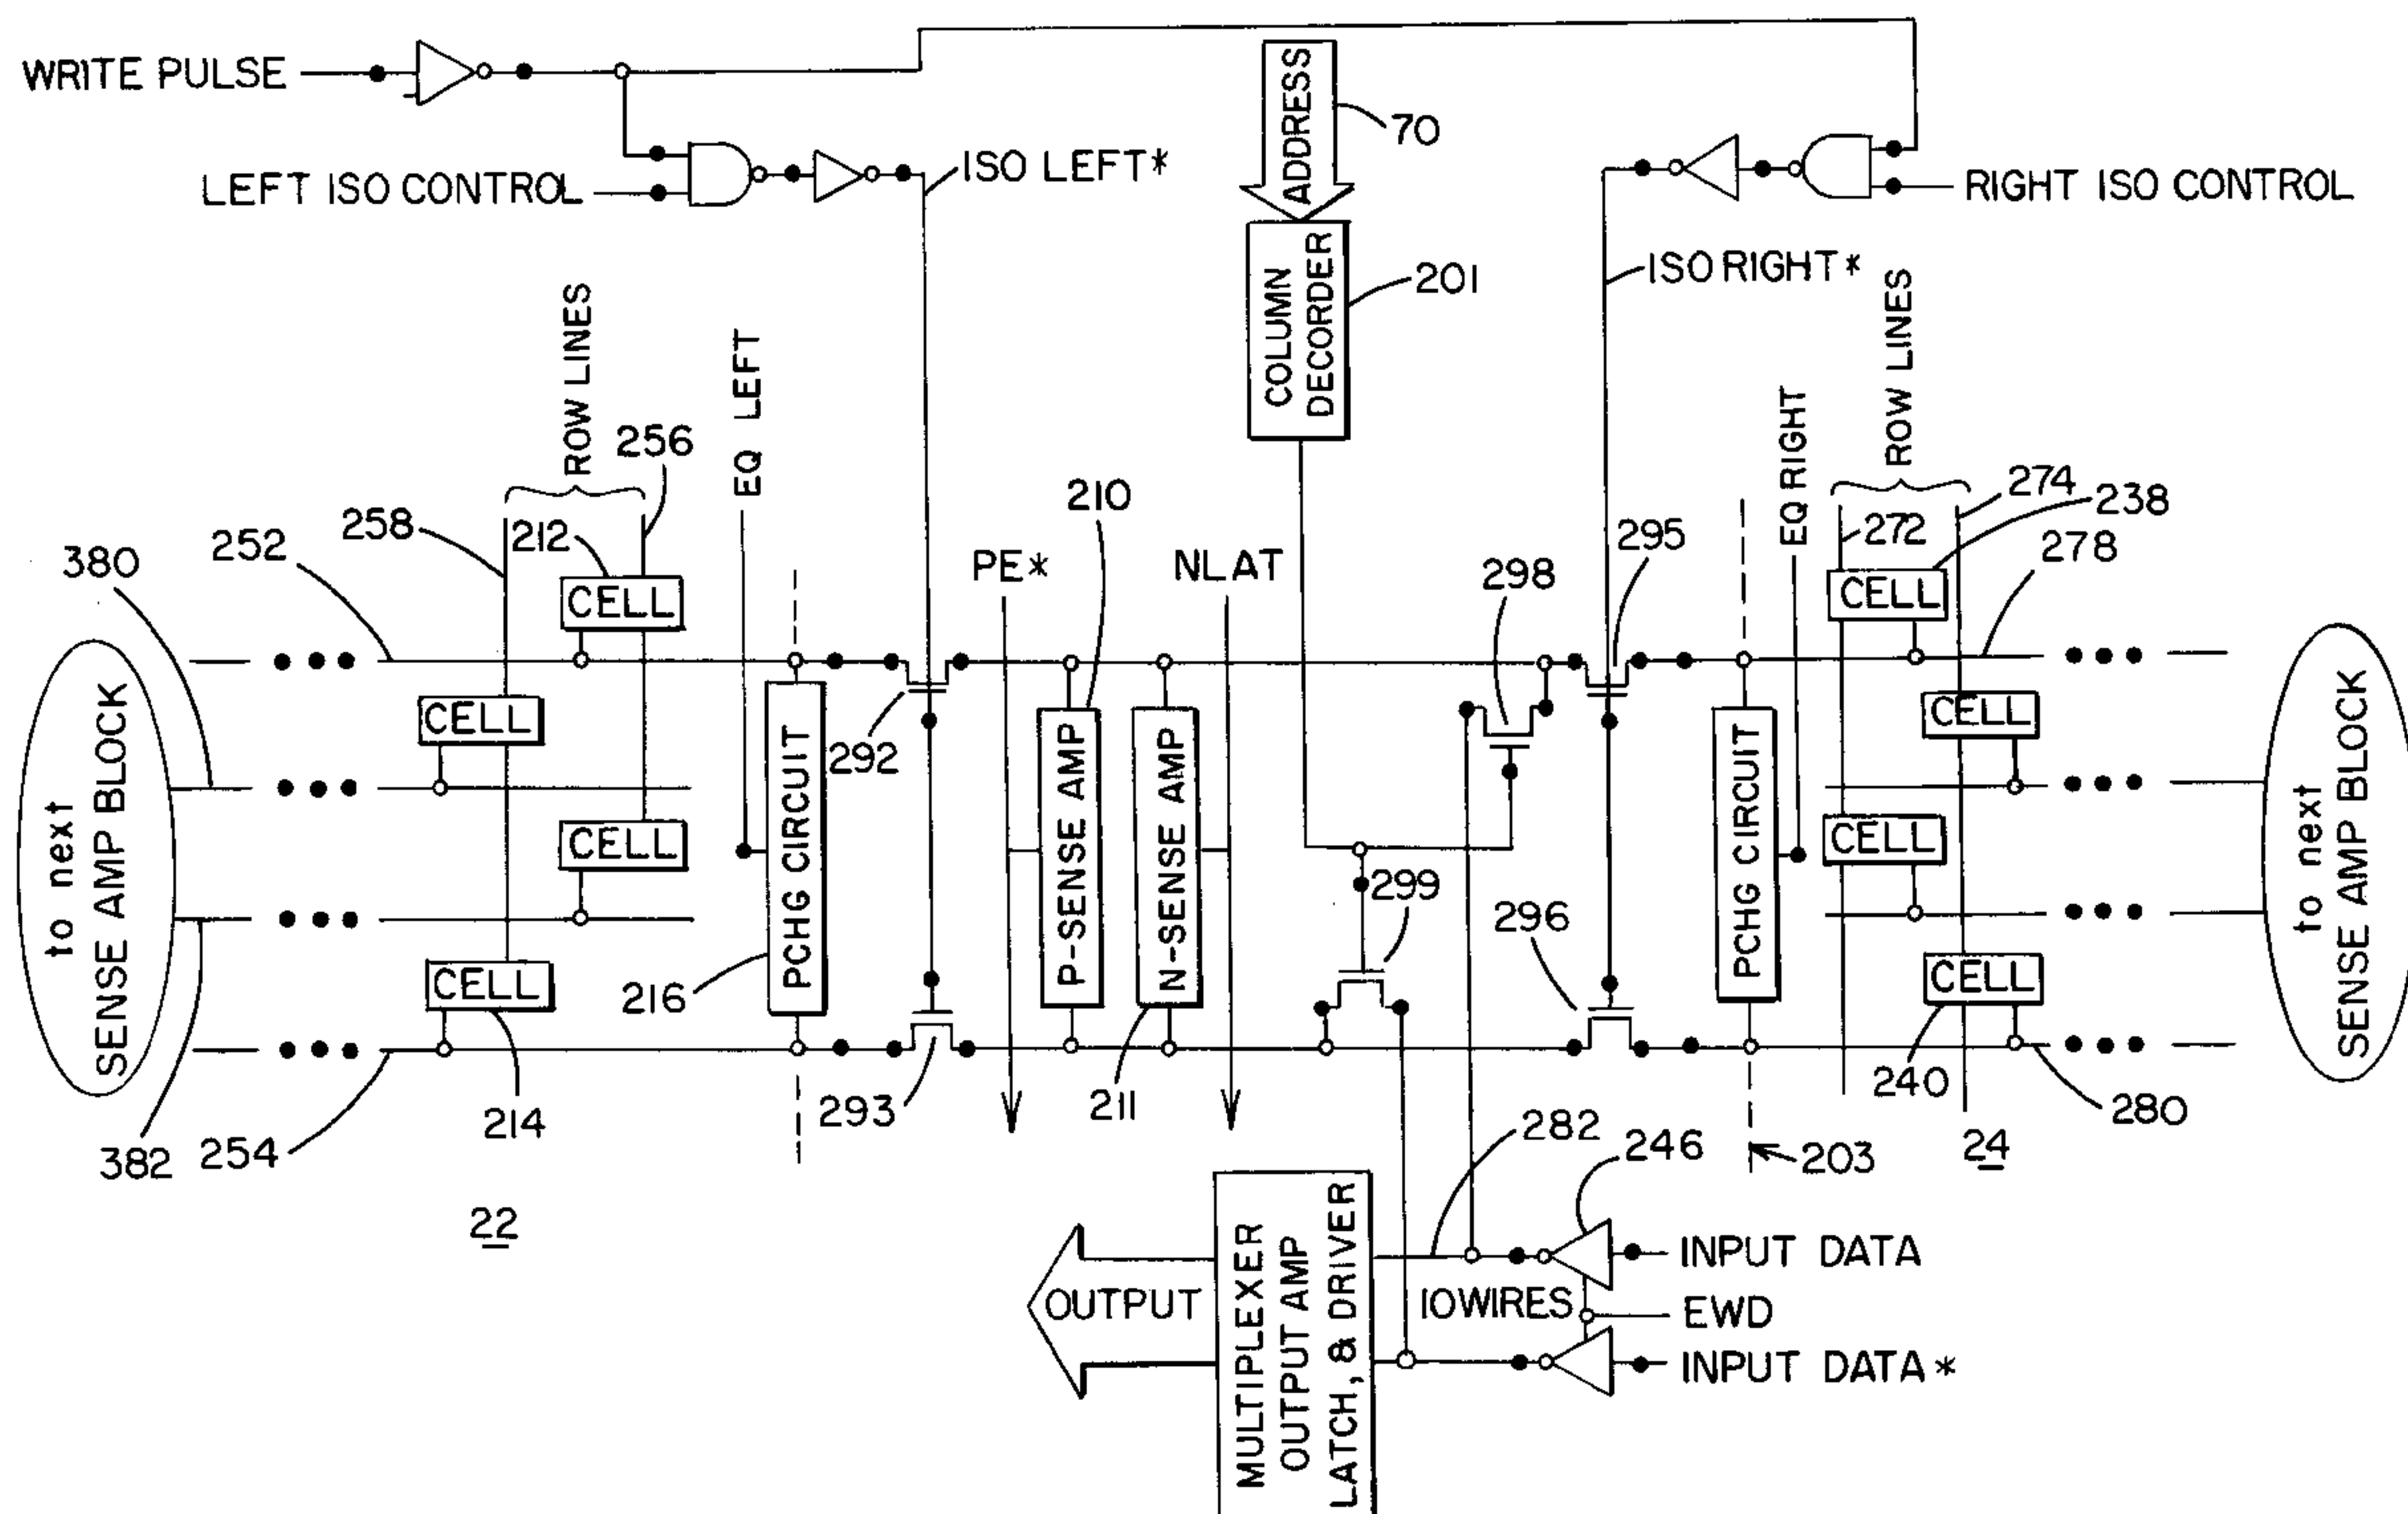 WRITE PULSE
LEFT ISO CONTROL
ISO LEFT*
ADDRESS
70
RIGHT ISO CONTROL
ISO RIGHT*
COLUMN
DECORDER
201
ROW LINES
EQ LEFT
256
258
212
252
380
210
PE*
NLAT
298
295
EQ RIGHT
ROW LINES
274
272
238
278
CELL
CELL
CELL
CELL
to next
SENSE AMP BLOCK
292
PCHG CIRCUIT
216
P-SENSE AMP
N-SENSE AMP
299
296
PCHG CIRCUIT
CELL
CELL
CELL
CELL
to next
SENSE AMP BLOCK
382
254
214
293
211
240
280
282
246
203
24
22
OUTPUT
MULTIPLEXER
OUTPUT AMP
LATCH, & DRIVER
IO WIRES
INPUT DATA
EWD
INPUT DATA*